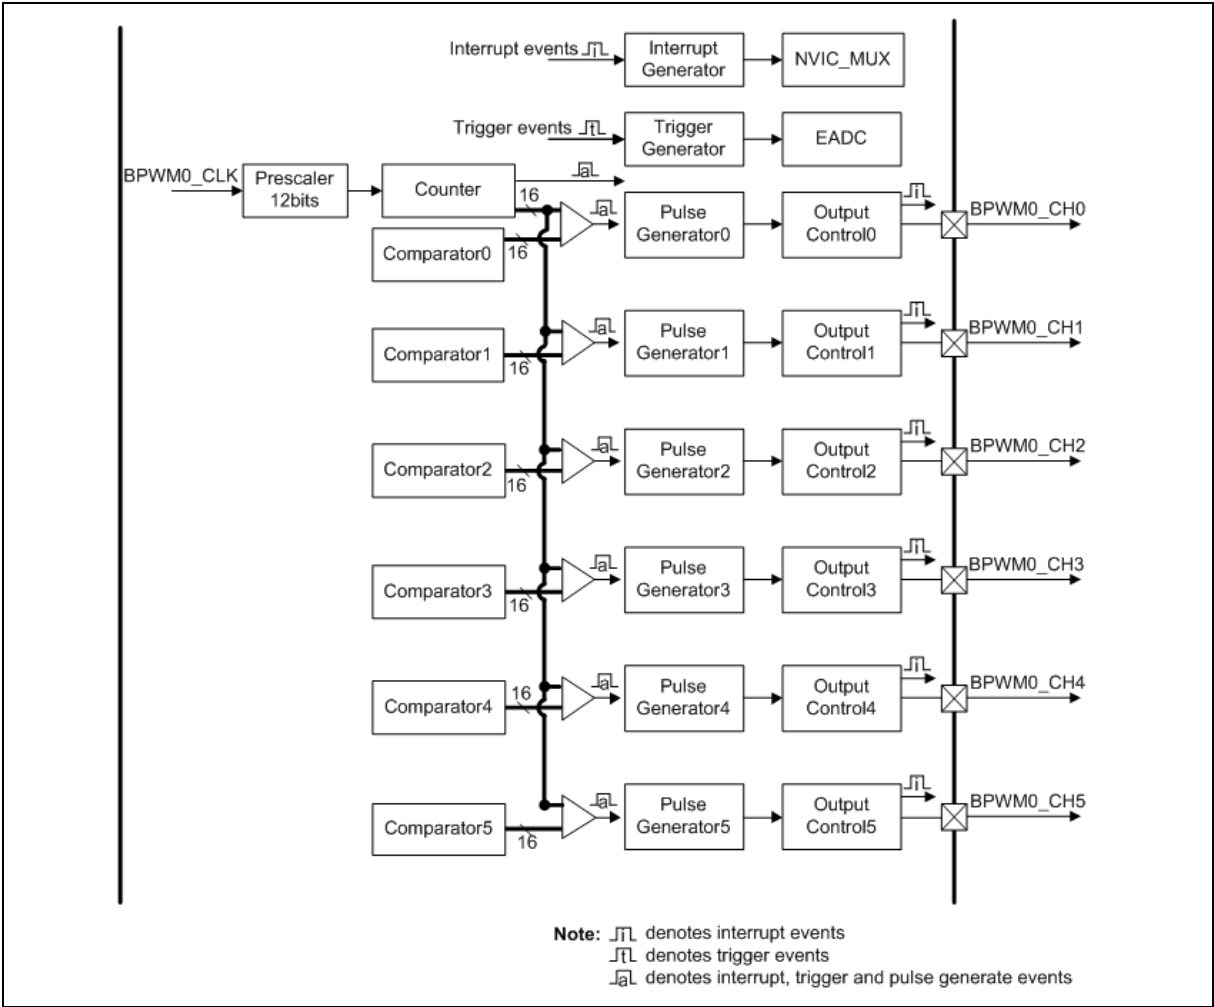 Interrupt events i
Interrupt
Generator
NVIC_MUX
Trigger events t
Trigger
Generator
EADC
BPWM0_CLK
Prescaler
12bits
Counter
a
16
a
Pulse
Generator0
Output
Control0
i
BPWM0_CH0
Comparator0
16
Comparator1
16
a
Pulse
Generator1
Output
Control1
i
BPWM0_CH1
Comparator2
16
a
Pulse
Generator2
Output
Control2
i
BPWM0_CH2
Comparator3
16
a
Pulse
Generator3
Output
Control3
i
BPWM0_CH3
Comparator4
16
a
Pulse
Generator4
Output
Control4
i
BPWM0_CH4
Comparator5
16
a
Pulse
Generator5
Output
Control5
i
BPWM0_CH5
Note: i denotes interrupt events
t denotes trigger events
a denotes interrupt, trigger and pulse generate events